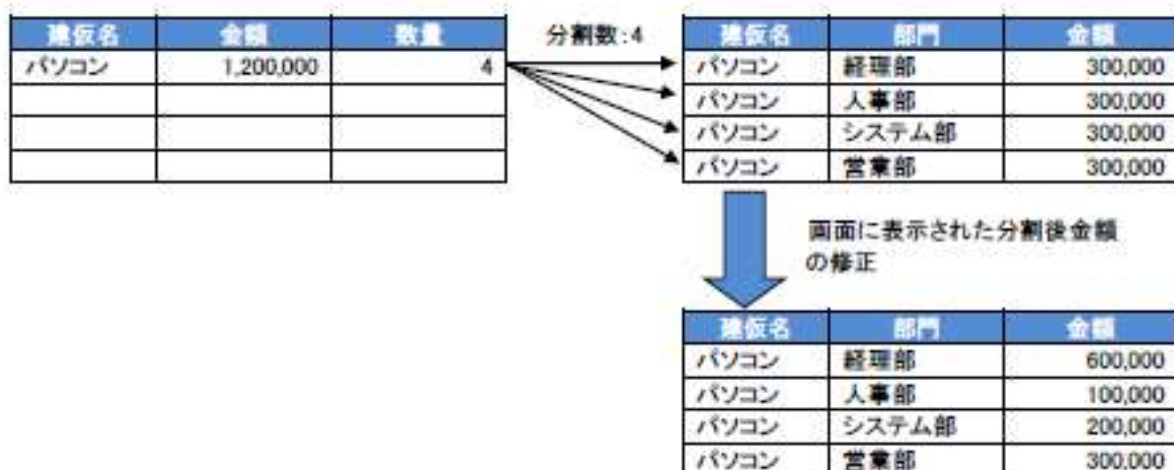 建仮名 金額 数量
パソコン 1,200,000 4
分割数:4
建仮名 部門 金額
パソコン 経理部 300,000
パソコン 人事部 300,000
パソコン システム部 300,000
パソコン 営業部 300,000
画面に表示された分割後金額
の修正
建仮名 部門 金額
パソコン 経理部 600,000
パソコン 人事部 100,000
パソコン システム部 200,000
パソコン 営業部 300,000